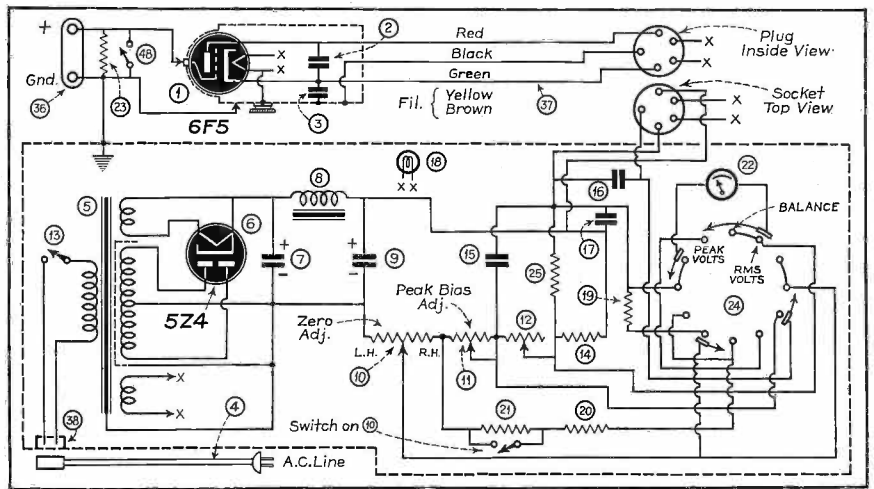 +
Gnd.
36
23
48
1
6F5
2
3
Red
Black
Green
Fil. { Yellow
Brown
37
X
X
Plug
Inside View
X
X
Socket
Top View
X
X
5
13
38
4
A.C. Line
6
5Z4
7
8
9
18
X X
X
X
Zero
Adj.
L.H.
R.H.
10
Peak Bias
Adj.
11
12
14
15
16
17
25
19
20
21
Switch on 10
22
BALANCE
PEAK
VOLTS
RMS
VOLTS
24